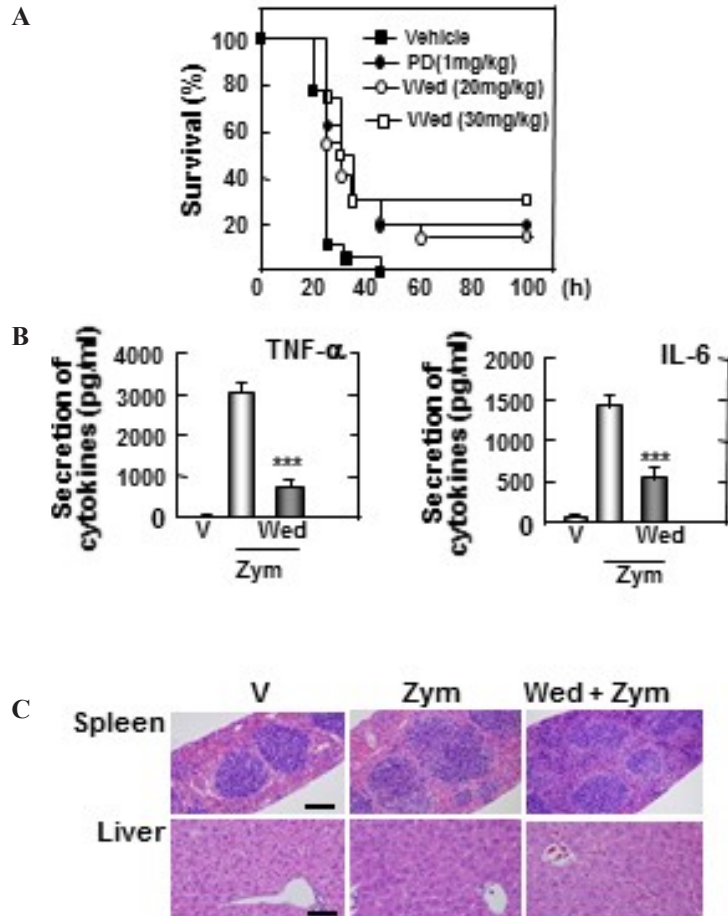 A
Survival (%)
100
80
60
40
20
0
20
40
60
80
100
(h)
Vehicle
PD(1mg/kg)
Wed (20mg/kg)
Wed (30mg/kg)
B
Secretion of
cytokines (pg/ml)
4000
3000
2000
1000
0
TNF-α
***
V
Wed
Zym
Secretion of
cytokines (pg/ml)
2000
1500
1000
500
0
IL-6
***
V
Wed
Zym
C
V
Zym
Wed + Zym
Spleen
Liver